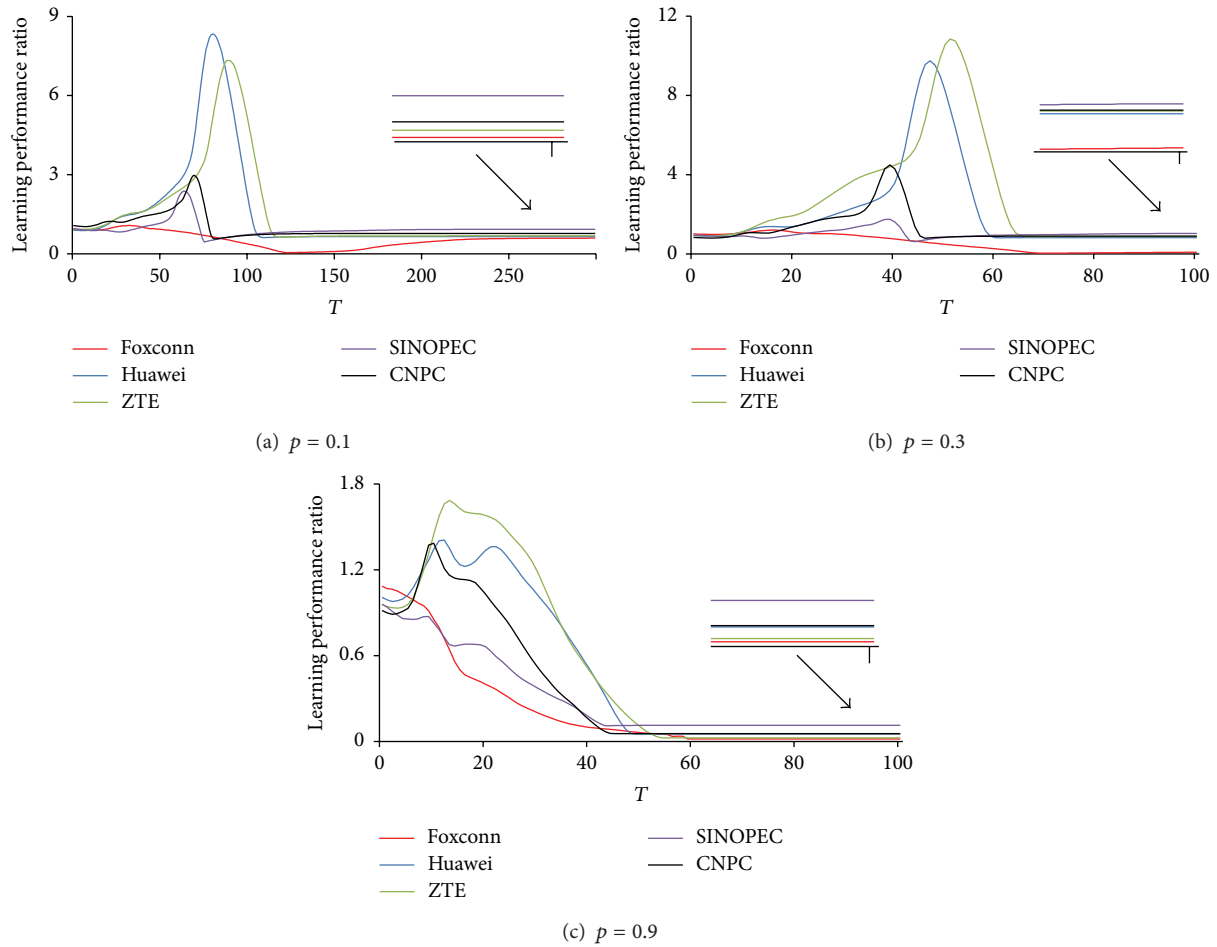 Learning performance ratio
9
6
3
0
0 50 100 150 200 250
T
Foxconn
Huawei
ZTE
SINOPEC
CNPC
(a) p = 0.1
Learning performance ratio
12
8
4
0
0 20 40 60 80 100
T
Foxconn
Huawei
ZTE
SINOPEC
CNPC
(b) p = 0.3
Learning performance ratio
1.8
1.2
0.6
0
0 20 40 60 80 100
T
Foxconn
Huawei
ZTE
SINOPEC
CNPC
(c) p = 0.9